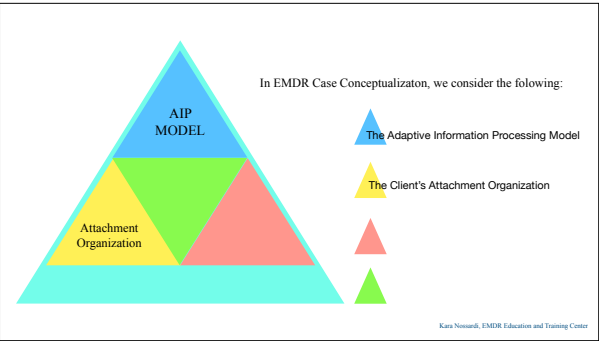 In EMDR Case Conceptualizaton, we consider the folowing:
AIP
MODEL
The Adaptive Information Processing Model
The Client's Attachment Organization
Attachment
Organization
Kara Nossardi, EMDR Education and Training Center